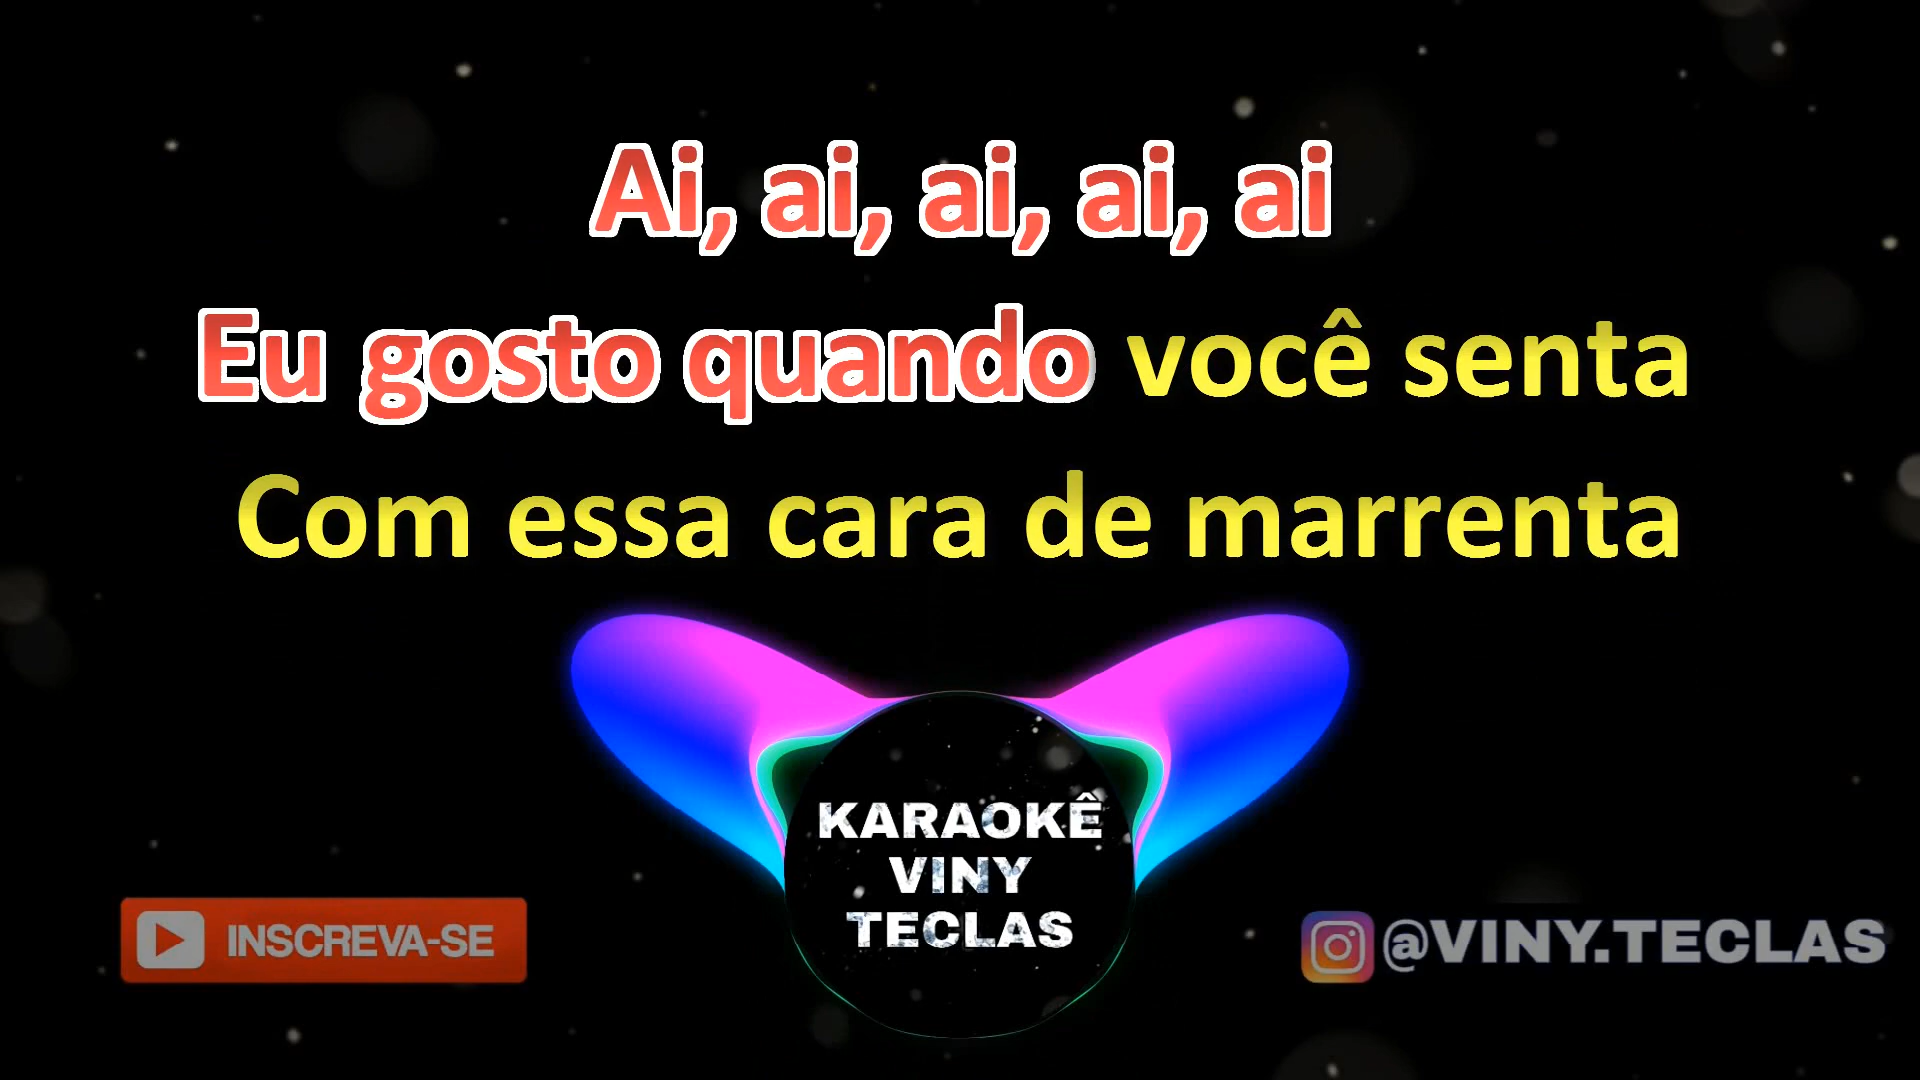 Ai, ai, ai, ai, ai
Eu gosto quando você senta
Com essa cara de marrenta
KARAOKÊ
VINY
TECLAS
INSCREVA-SE
@VINY.TECLAS